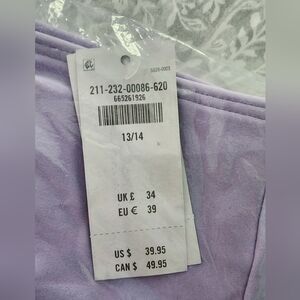 211-232-00086-620
665261926
13/14
UK £ 34
EU € 39
US $ 39.95
CAN $ 49.95